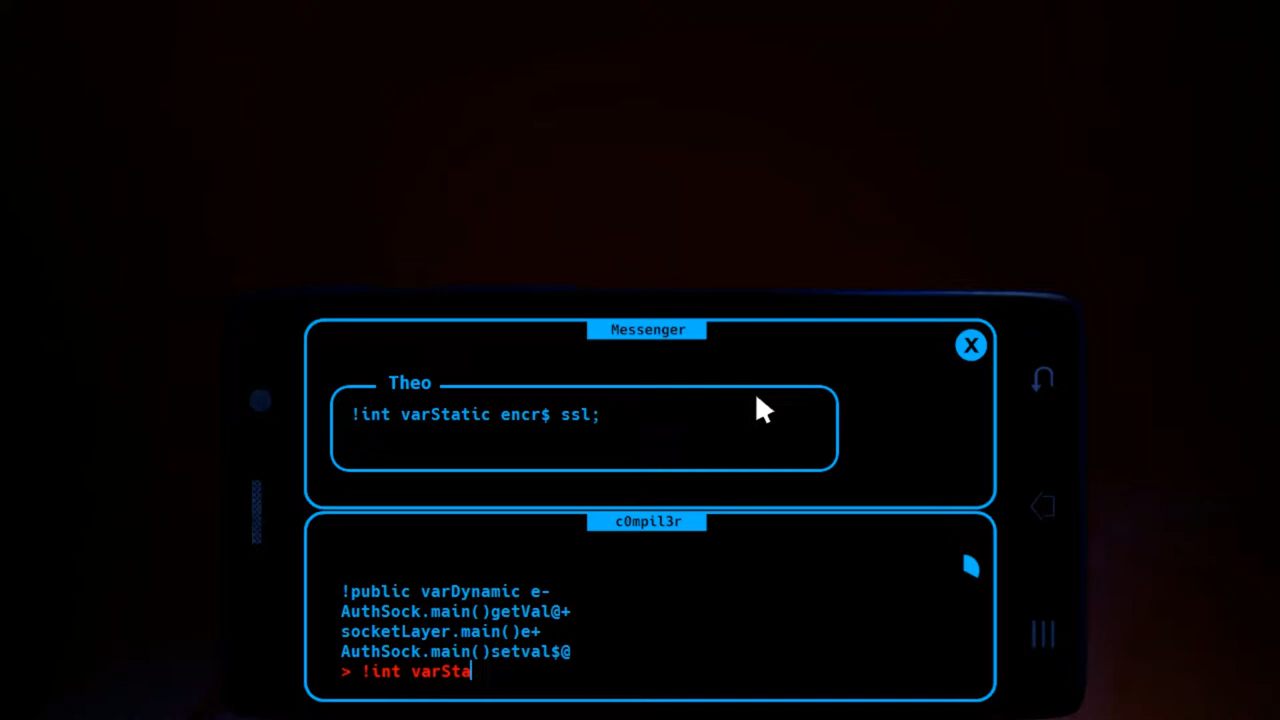 Messenger
X
Theo
!int varStatic encr$ ssl;
c0mpil3r
!public varDynamic e-
AuthSock.main()getVal@+
socketLayer.main()e+
AuthSock.main()setval$@
> !int varSta